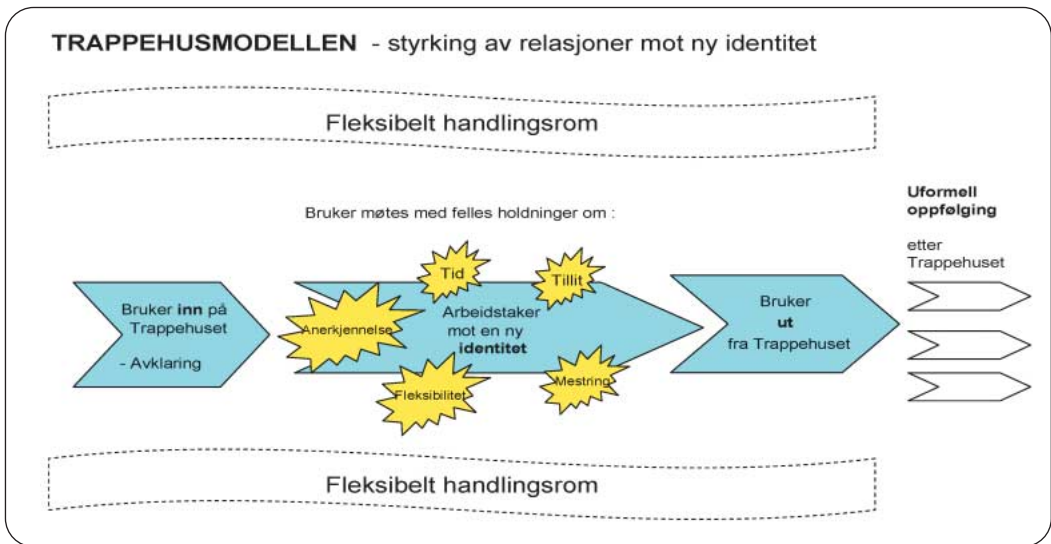 TRAPPEHUSMODELLEN - styrking av relasjoner mot ny identitet
Fleksibelt handlingsrom
Bruker møtes med felles holdninger om :
Bruker inn på
Trappehuset
- Avklaring
Anerkjennelse
Tid
Tillit
Arbeidstaker
mot en ny
identitet
Fleksibilitet
Mestring
Bruker
ut
fra Trappehuset
Uformell
oppfølging
etter
Trappehuset
Fleksibelt handlingsrom